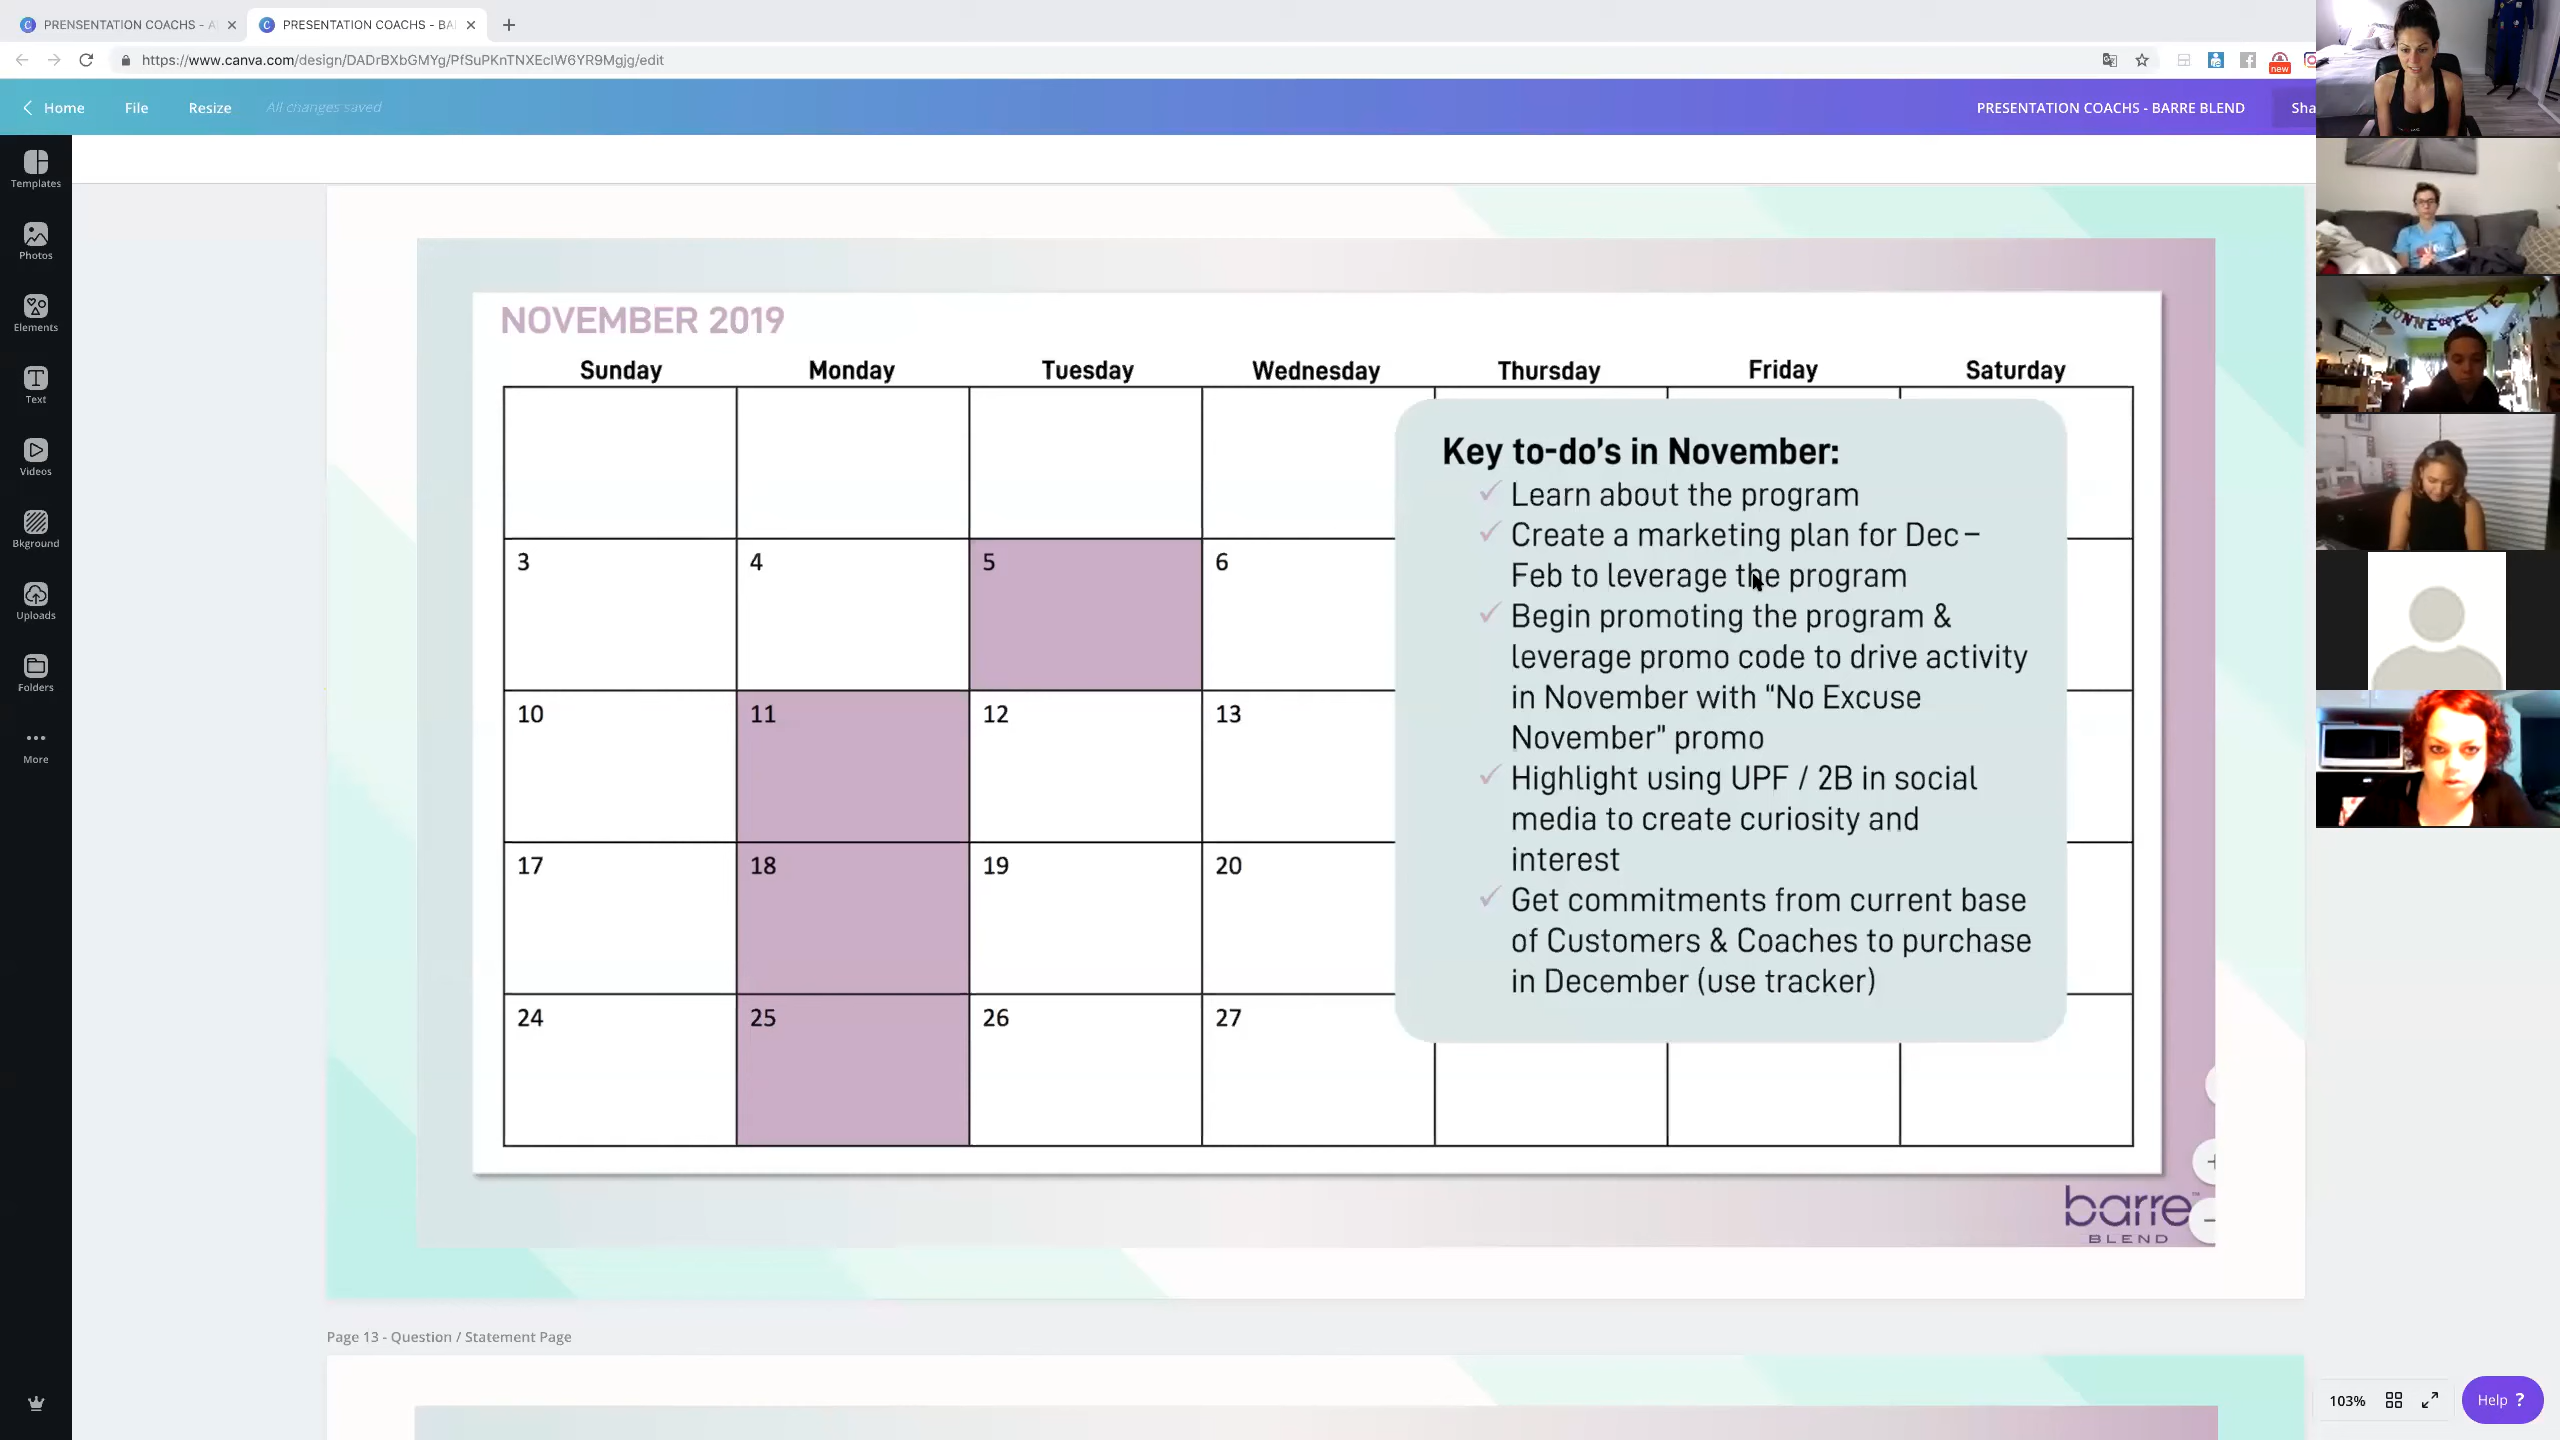 PRENSENTATION COACHS - A
PRESENTATION COACHS - BA
https://www.canva.com/design/DADrBXbGMYg/PfSuPKnTNXEcIW6YR9Mgjg/edit
new
Home
File
Resize
All changes saved
PRESENTATION COACHS - BARRE BLEND
Sha
Templates
Photos
Elements
Text
Videos
Bkground
Uploads
Folders
More
NOVEMBER 2019
Sunday Monday Tuesday Wednesday Thursday Friday Saturday
3 4 5 6
10 11 12 13
17 18 19 20
24 25 26 27
Key to-do's in November:
Learn about the program
Create a marketing plan for Dec –
Feb to leverage the program
Begin promoting the program &
leverage promo code to drive activity
in November with “No Excuse
November” promo
Highlight using UPF / 2B in social
media to create curiosity and
interest
Get commitments from current base
of Customers & Coaches to purchase
in December (use tracker)
barre™
BLEND
Page 13 - Question / Statement Page
103%
Help ?